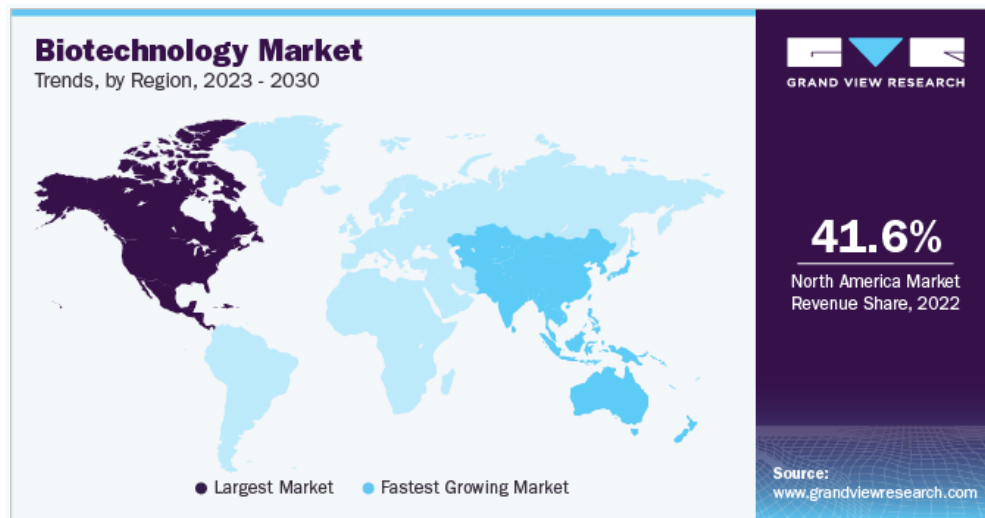 Biotechnology Market
Trends, by Region, 2023 - 2030
GRAND VIEW RESEARCH
41.6%
North America Market
Revenue Share, 2022
Largest Market
Fastest Growing Market
Source:
www.grandviewresearch.com